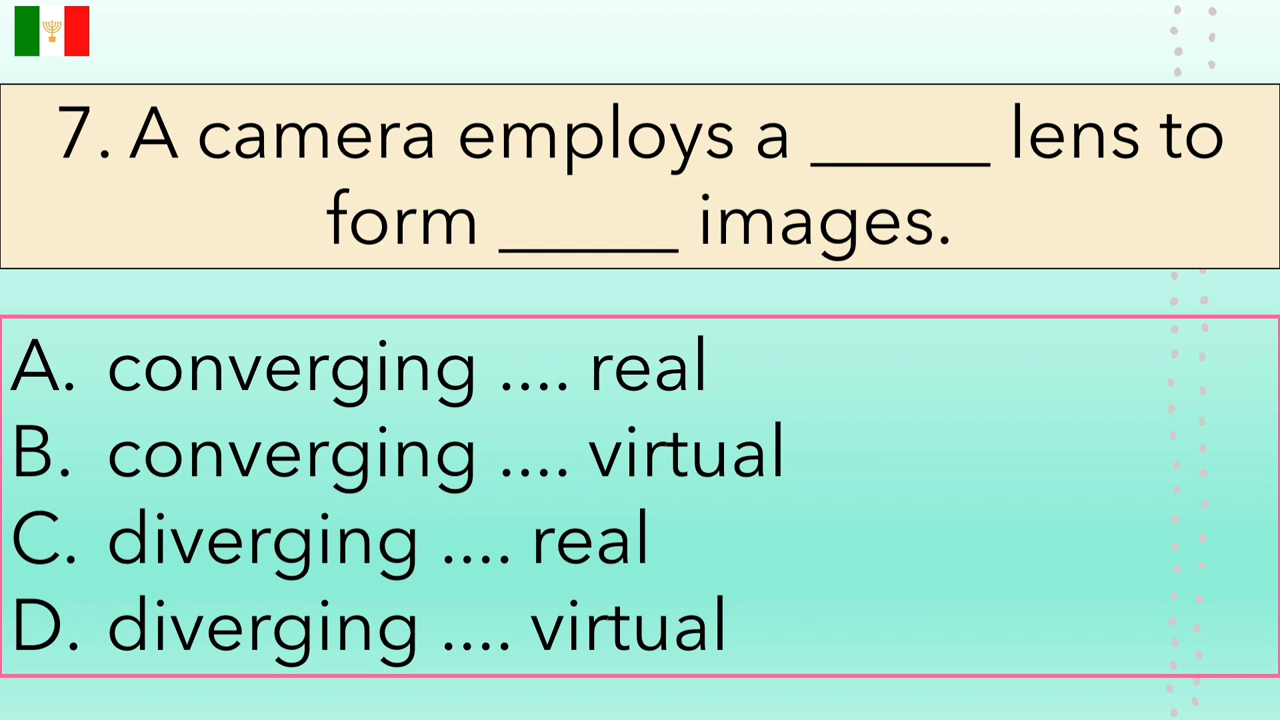 7. A camera employs a _____ lens to
form _____ images.
A. converging .... real
B. converging .... virtual
C. diverging .... real
D. diverging .... virtual